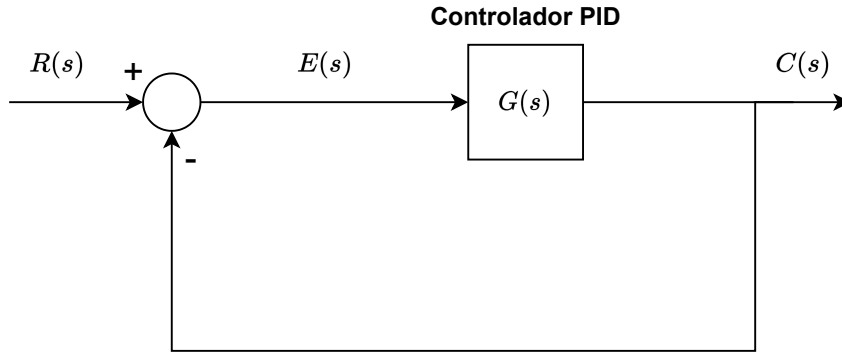 Controlador PID
R(s)
+
E(s)
G(s)
C(s)
-